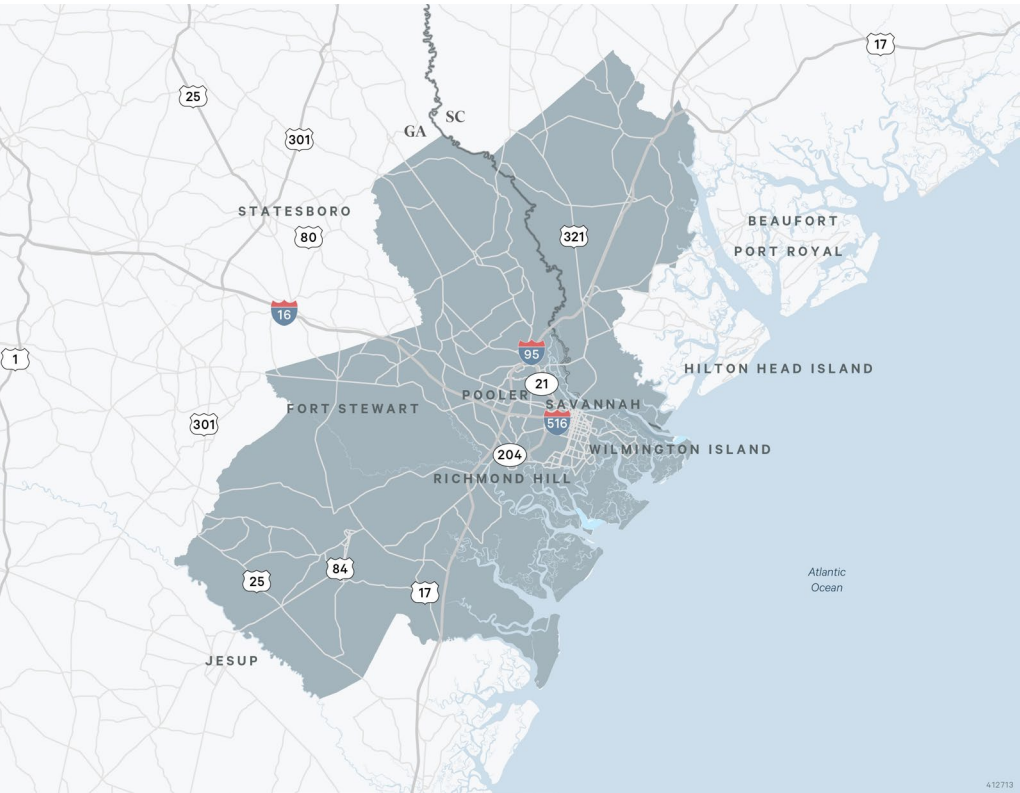 17
25
SC
GA
301
STATESBORO
BEAUFORT
80
321
PORT ROYAL
16
95
1
HILTON HEAD ISLAND
21
POOLER
SAVANNAH
FORT STEWART
301
516
WILMINGTON ISLAND
204
RICHMOND HILL
84
Atlantic
Ocean
25
17
JESUP
412713